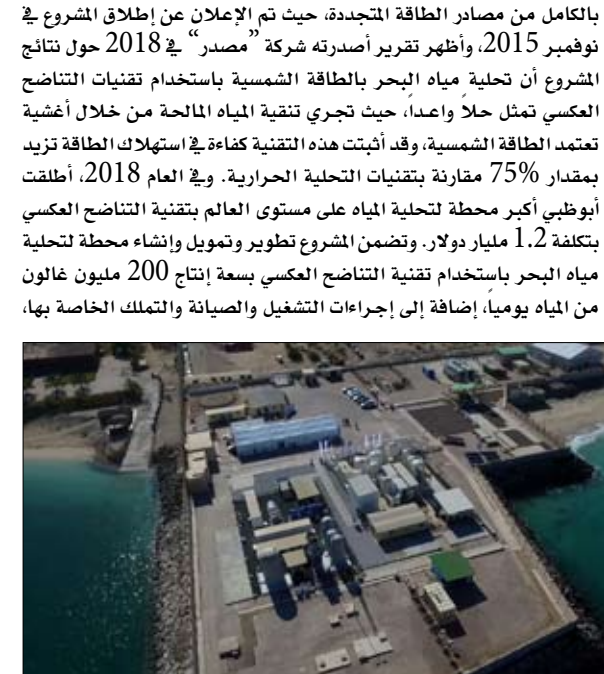 بالكامل من مصادر الطاقة المتجددة، حيث تم الإعلان عن إطلاق المشروع في
نوفمبر 2015، وأظهر تقرير أصدرته شركة ”مصدر“ في 2018 حول نتائج
المشروع أن تحلية مياه البحر بالطاقة الشمسية باستخدام تقنيات التناضح
العكسي تمثل حلاً واعداً، حيث تجري تنقية المياه المالحة من خلال أغشية
تعتمد الطاقة الشمسية، وقد أثبتت هذه التقنية كفاءة في استهلاك الطاقة تزيد
بمقدار 75% مقارنة بتقنيات التحلية الحرارية. وفي العام 2018، أطلقت
أبوظبي أكبر محطة لتحلية المياه على مستوى العالم بتقنية التناضح العكسي
بتكلفة 1.2 مليار دولار. وتضمن المشروع تطوير وتمويل وإنشاء محطة لتحلية
مياه البحر باستخدام تقنية التناضح العكسي بسعة إنتاج 200 مليون غالون
من المياه يومياً، إضافة إلى إجراءات التشغيل والصيانة والتملك الخاصة بها،